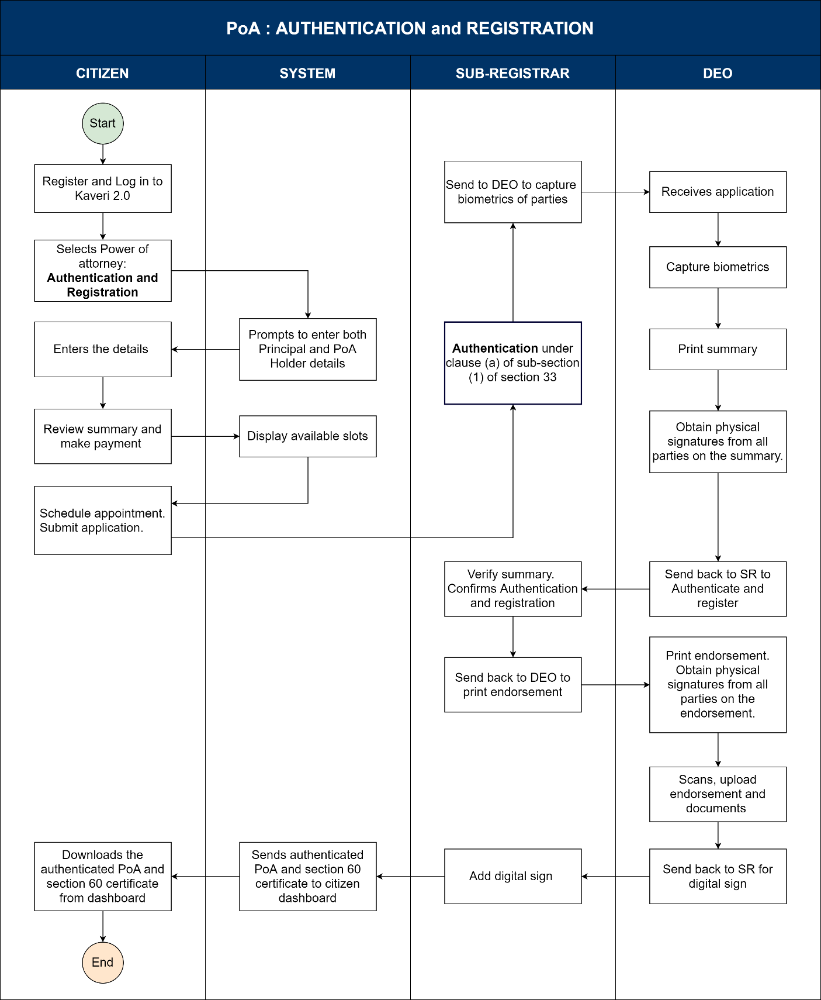 PoA : AUTHENTICATION and REGISTRATION
CITIZEN
SYSTEM
SUB-REGISTRAR
DEO
Start
Register and Log in to
Kaveri 2.0
Selects Power of
attorney:
Authentication and
Registration
Prompts to enter both
Principal and PoA
Holder details
Enters the details
Review summary and
make payment
Display available slots
Schedule appointment.
Submit application.
Authentication under
clause (a) of sub-section
(1) of section 33
Send to DEO to capture
biometrics of parties
Receives application
Capture biometrics
Print summary
Obtain physical
signatures from all
parties on the summary.
Send back to SR to
Authenticate and
register
Verify summary.
Confirms Authentication
and registration
Send back to DEO to
print endorsement
Print endorsement.
Obtain physical
signatures from all
parties on the
endorsement.
Scans, upload
endorsement and
documents
Send back to SR for
digital sign
Add digital sign
Sends authenticated
PoA and section 60
certificate to citizen
dashboard
Downloads the
authenticated PoA and
section 60 certificate
from dashboard
End